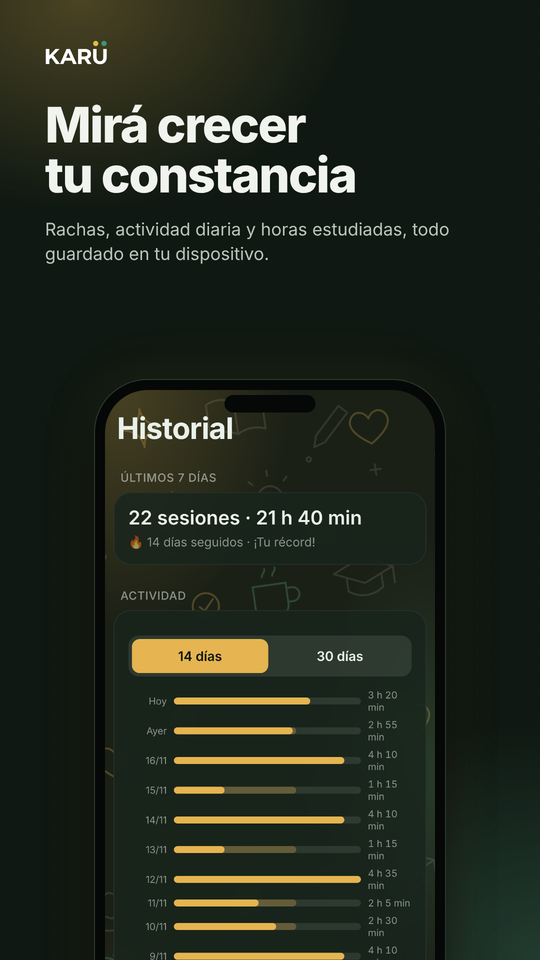 KARÜ
Mirá crecer
tu constancia
Rachas, actividad diaria y horas estudiadas, todo
guardado en tu dispositivo.
Historial
ÚLTIMOS 7 DÍAS
22 sesiones · 21 h 40 min
🔥 14 días seguidos · ¡Tu récord!
ACTIVIDAD
14 días 30 días
Hoy 3 h 20
min
Ayer 2 h 55
min
16/11 4 h 10
min
15/11 1 h 15
min
14/11 4 h 10
min
13/11 1 h 15
min
12/11 4 h 35
min
11/11 2 h 5 min
10/11 2 h 30
min
9/11 4 h 10